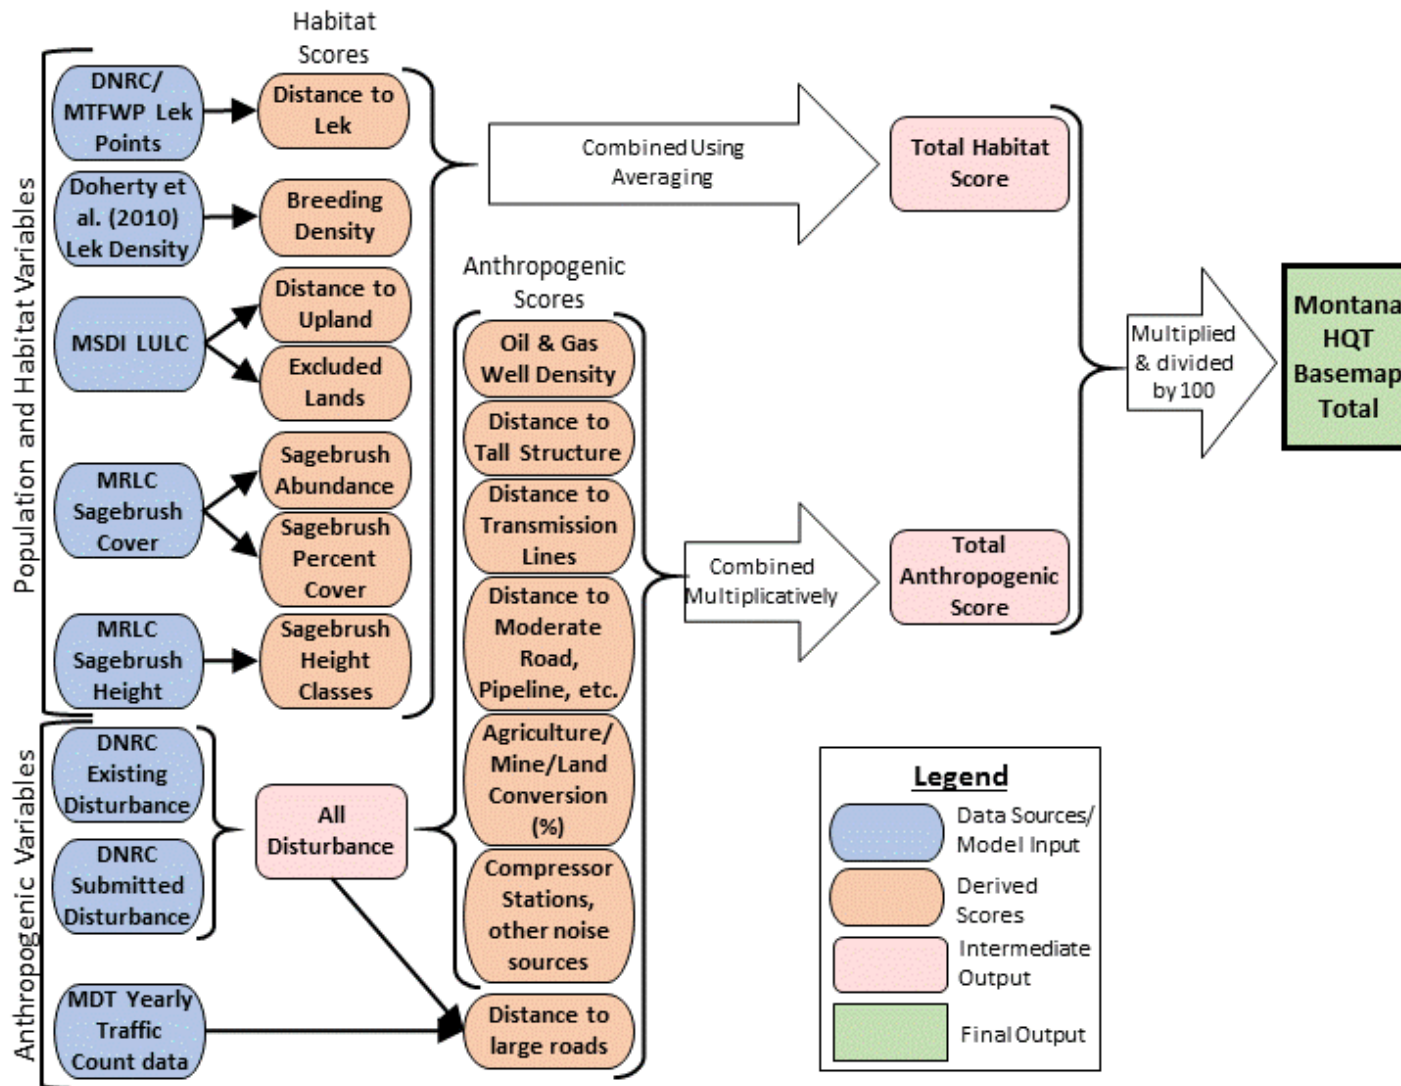 Population and Habitat Variables
Anthropogenic Variables
Habitat
Scores
DNRC/
MTFWP Lek
Points
Distance to
Lek
Doherty et
al. (2010)
Lek Density
Breeding
Density
MSDI LULC
Distance to
Upland
Excluded
Lands
MRLC
Sagebrush
Cover
Sagebrush
Abundance
Sagebrush
Percent
Cover
MRLC
Sagebrush
Height
Sagebrush
Height
Classes
DNRC
Existing
Disturbance
DNRC
Submitted
Disturbance
All
Disturbance
MDT Yearly
Traffic
Count data
Anthropogenic
Scores
Oil & Gas
Well Density
Distance to
Tall Structure
Distance to
Transmission
Lines
Distance to
Moderate
Road,
Pipeline, etc.
Agriculture/
Mine/Land
Conversion
(%)
Compressor
Stations,
other noise
sources
Distance to
large roads
Combined Using
Averaging
Combined
Multiplicatively
Total Habitat
Score
Total
Anthropogenic
Score
Multiplied
& divided
by 100
Montana
HQT
Basemap
Total
Legend
Data Sources/
Model Input
Derived
Scores
Intermediate
Output
Final Output